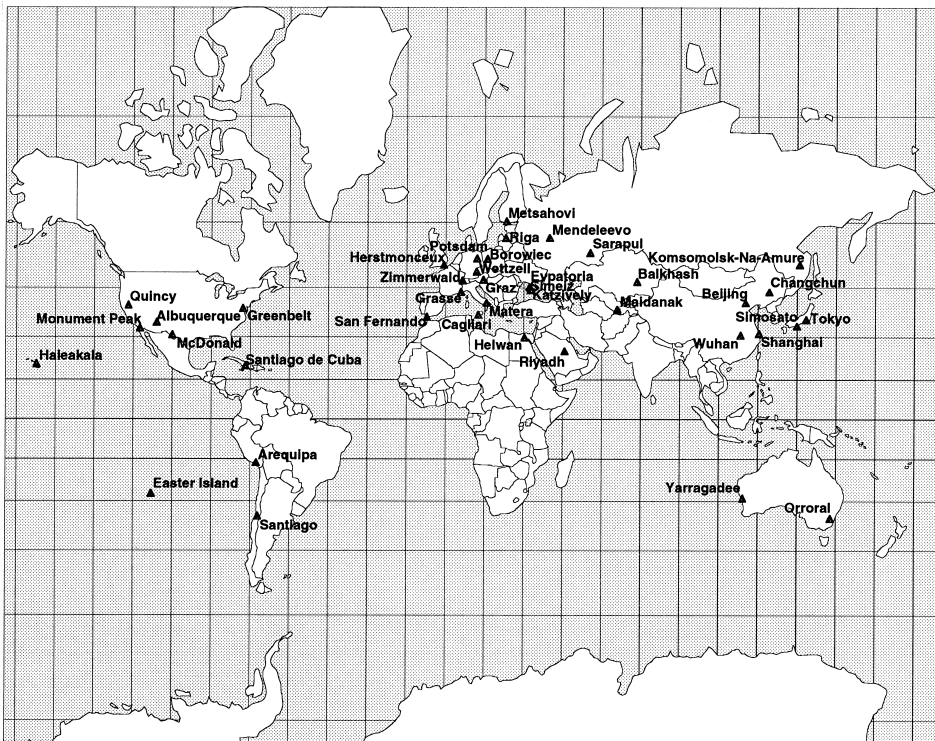 Metsahovi
Riga
Mendeleevo
Potsdam
Sarapul
Borowiec
Herstmonceux
Komsomolsk-Na-Amure
Wettzell
Zimmerwald
Evpatoria
Balkhash
Changchun
Simeiz
Graz
Katzively
Beijing
Quincy
Grasse
Maidanak
Albuquerque
Greenbelt
Matera
Simosato
Tokyo
Monument Peak
San Fernando
Cagliari
McDonald
Helwan
Wuhan
Shanghai
Haleakala
Santiago de Cuba
Riyadh
Arequipa
Easter Island
Yarragadee
Orroral
Santiago